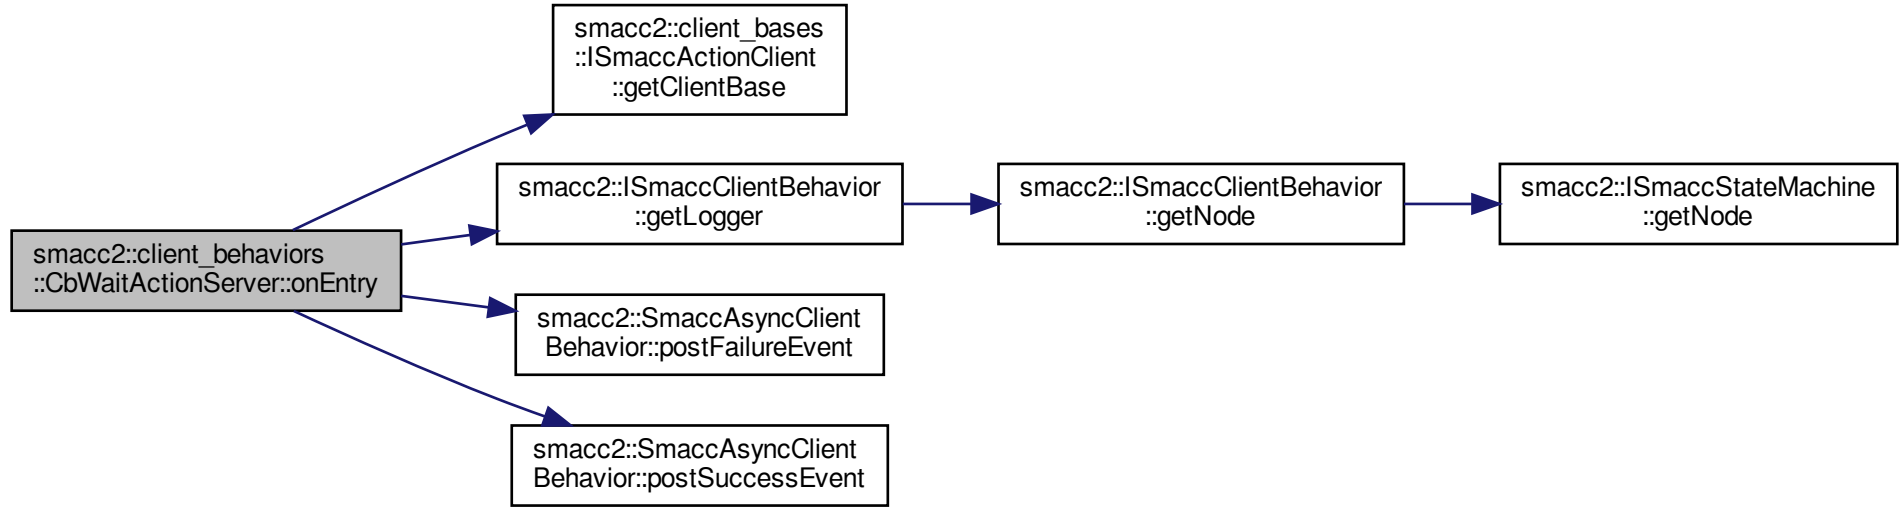 smacc2::client_bases
::ISmaccActionClient
::getClientBase
smacc2::ISmaccClientBehavior
::getLogger
smacc2::ISmaccClientBehavior
::getNode
smacc2::ISmaccStateMachine
::getNode
smacc2::client_behaviors
::CbWaitActionServer::onEntry
smacc2::SmaccAsyncClient
Behavior::postFailureEvent
smacc2::SmaccAsyncClient
Behavior::postSuccessEvent